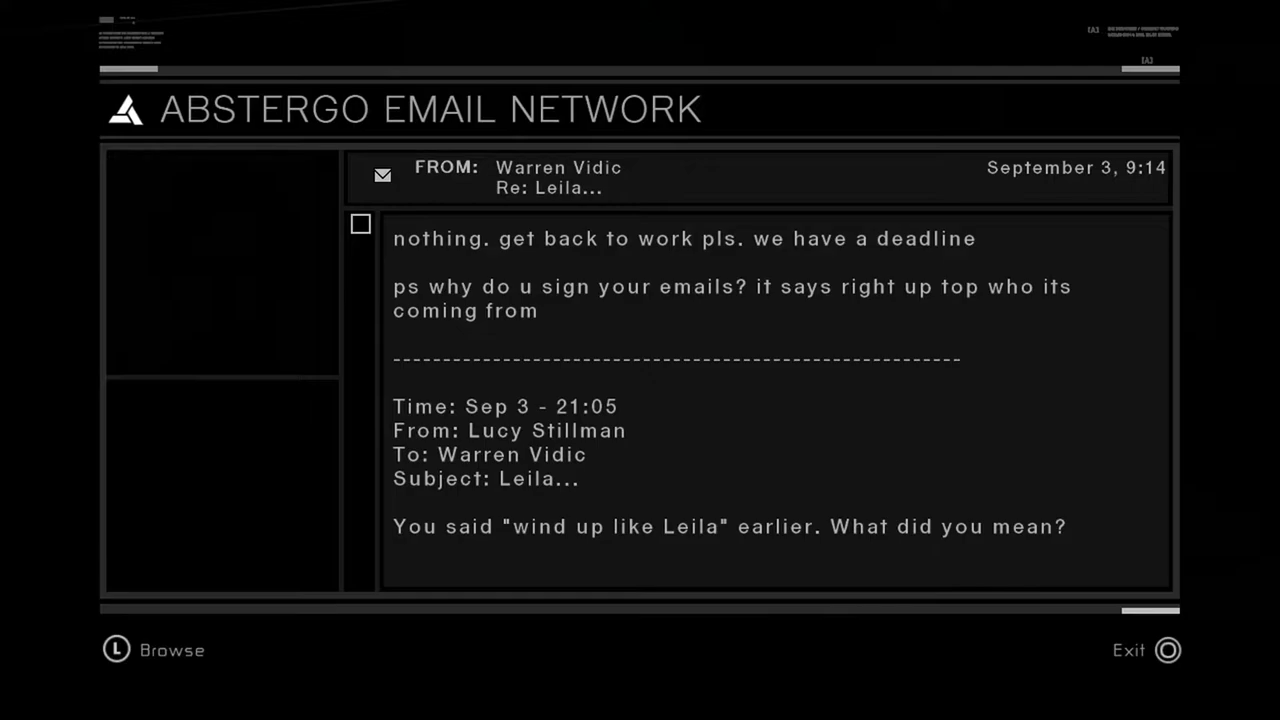 [A]
[A]
ABSTERGO EMAIL NETWORK
FROM: Warren Vidic September 3, 9:14
Re: Leila...
nothing. get back to work pls. we have a deadline
ps why do u sign your emails? it says right up top who its
coming from
---------------------------------------------------------
Time: Sep 3 - 21:05
From: Lucy Stillman
To: Warren Vidic
Subject: Leila...
You said "wind up like Leila" earlier. What did you mean?
L Browse
Exit